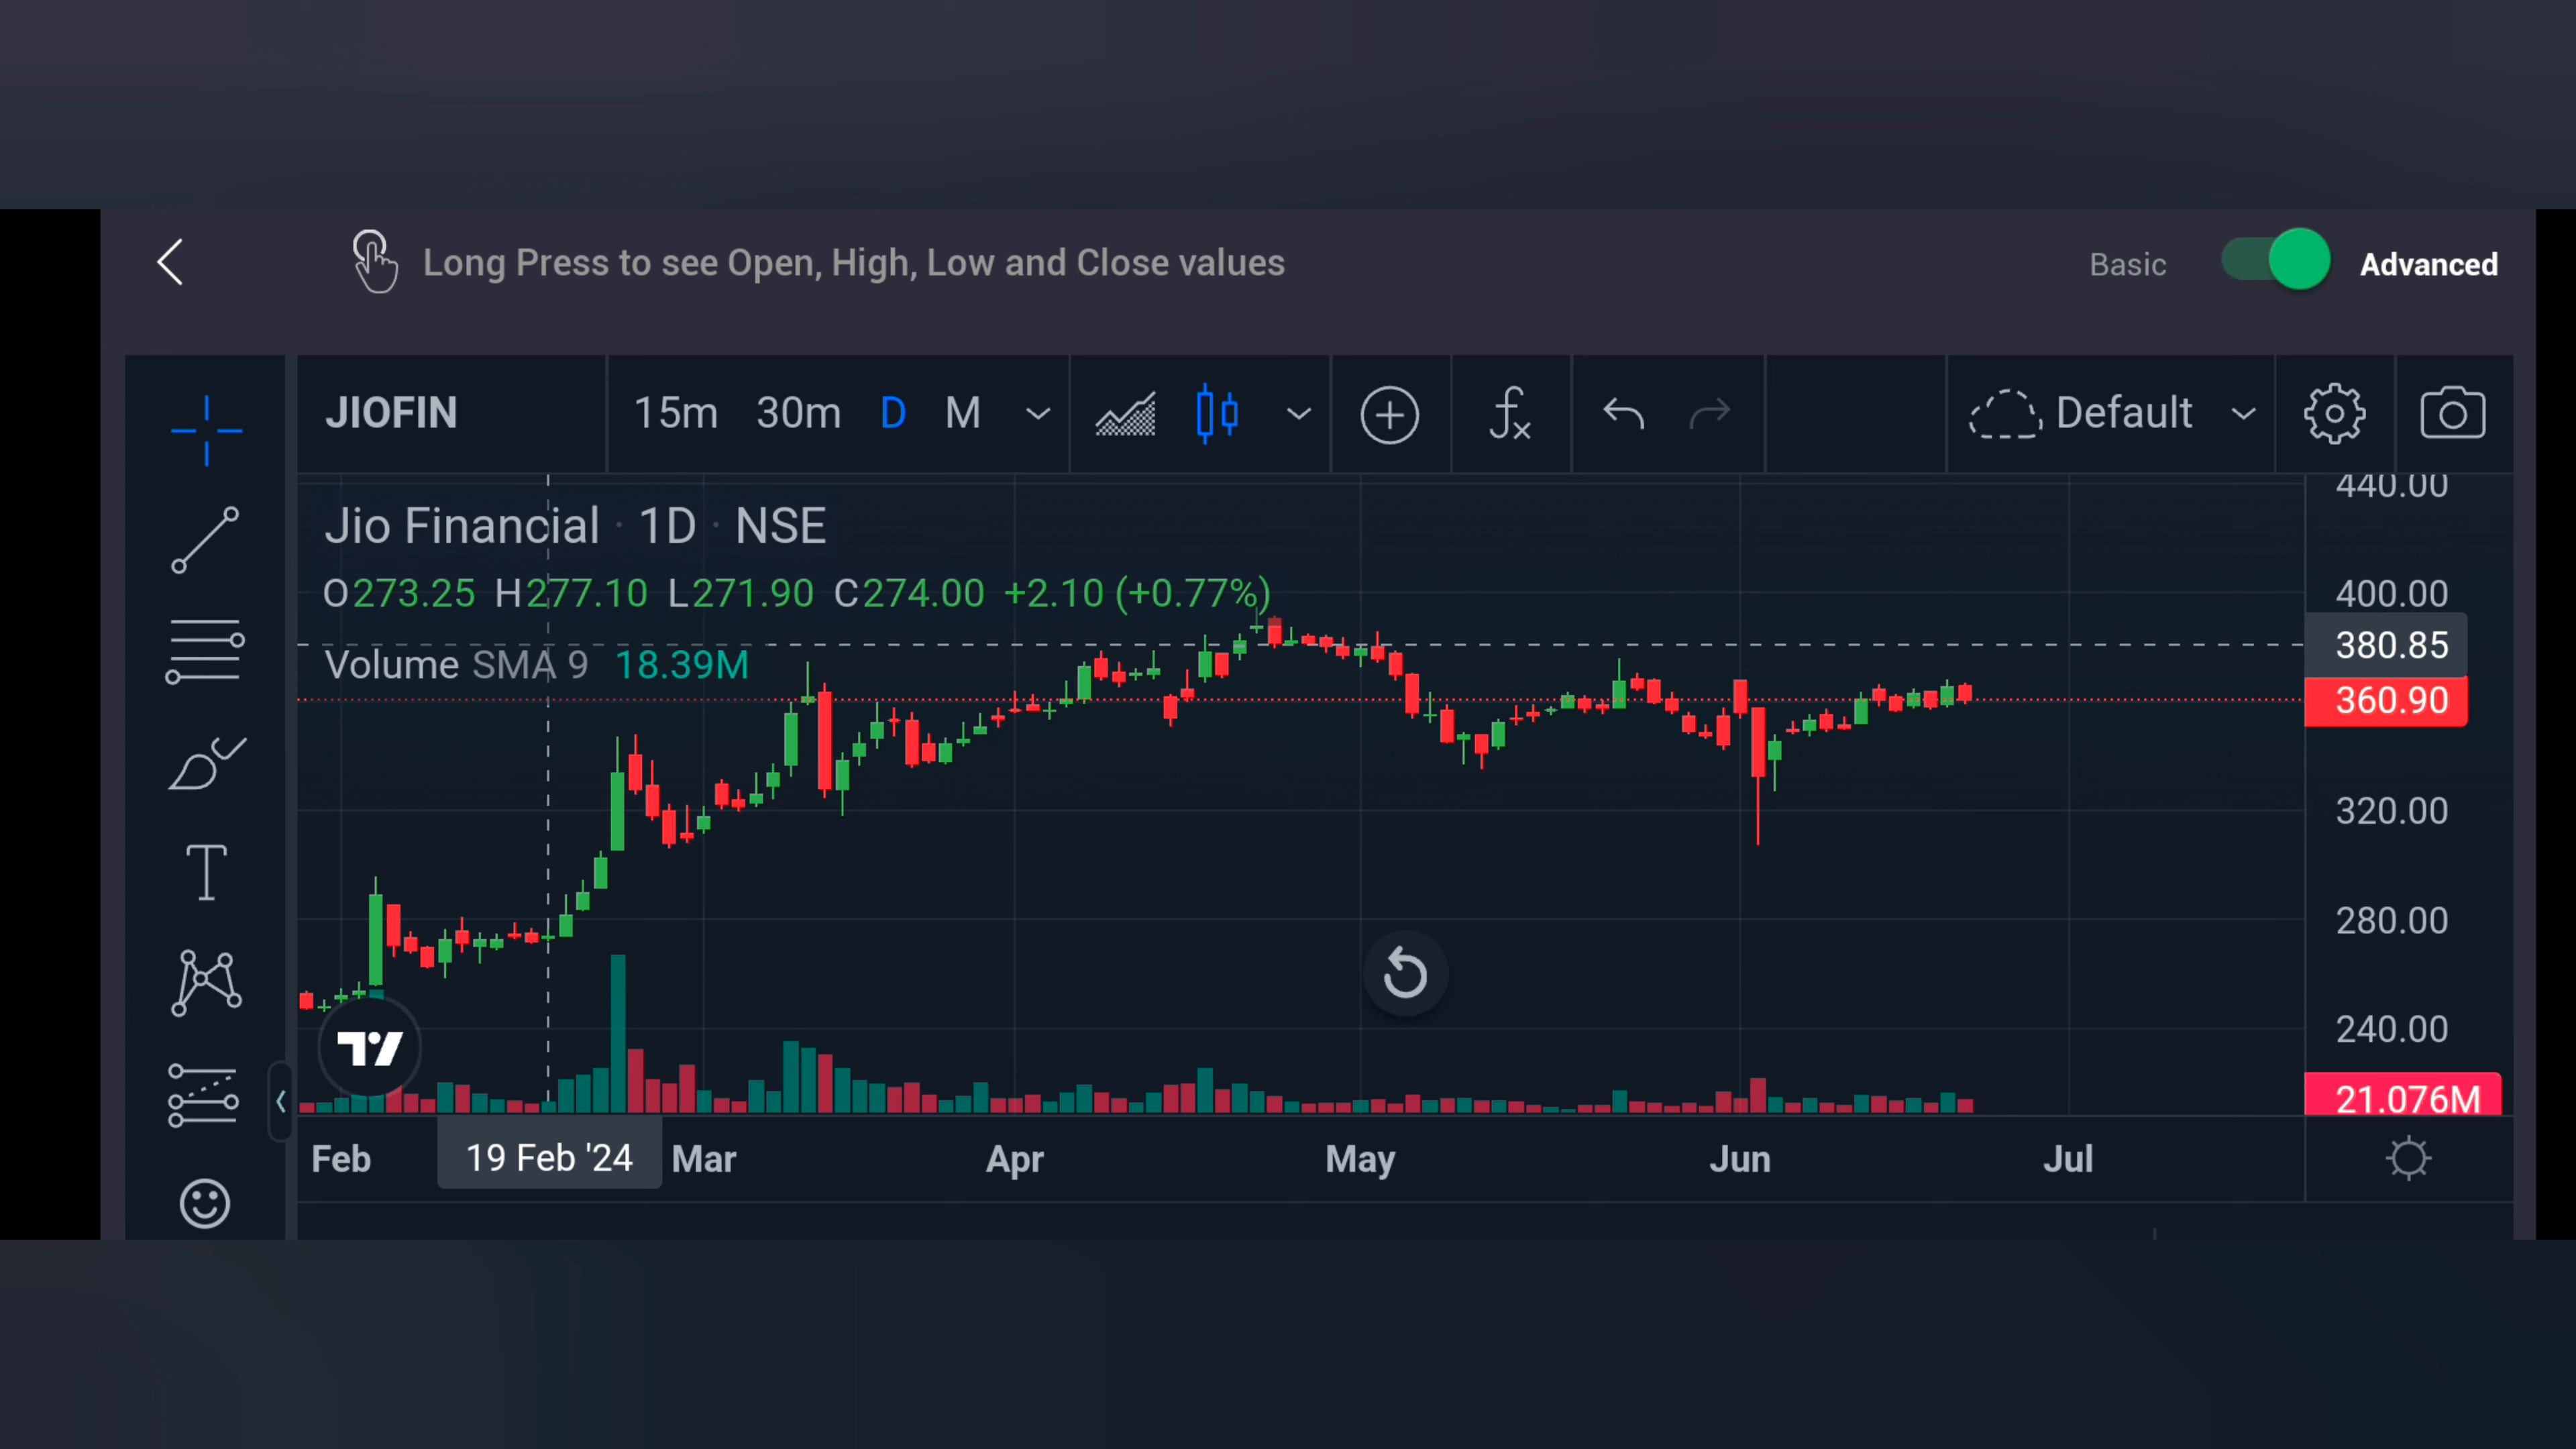 Long Press to see Open, High, Low and Close values
Basic Advanced
JIOFIN 15m 30m D M Default
Jio Financial · 1D · NSE
O273.25 H277.10 L271.90 C274.00 +2.10 (+0.77%)
Volume SMA 9 18.39M
440.00
400.00
380.85
360.90
320.00
280.00
240.00
21.076M
Feb 19 Feb '24 Mar Apr May Jun Jul